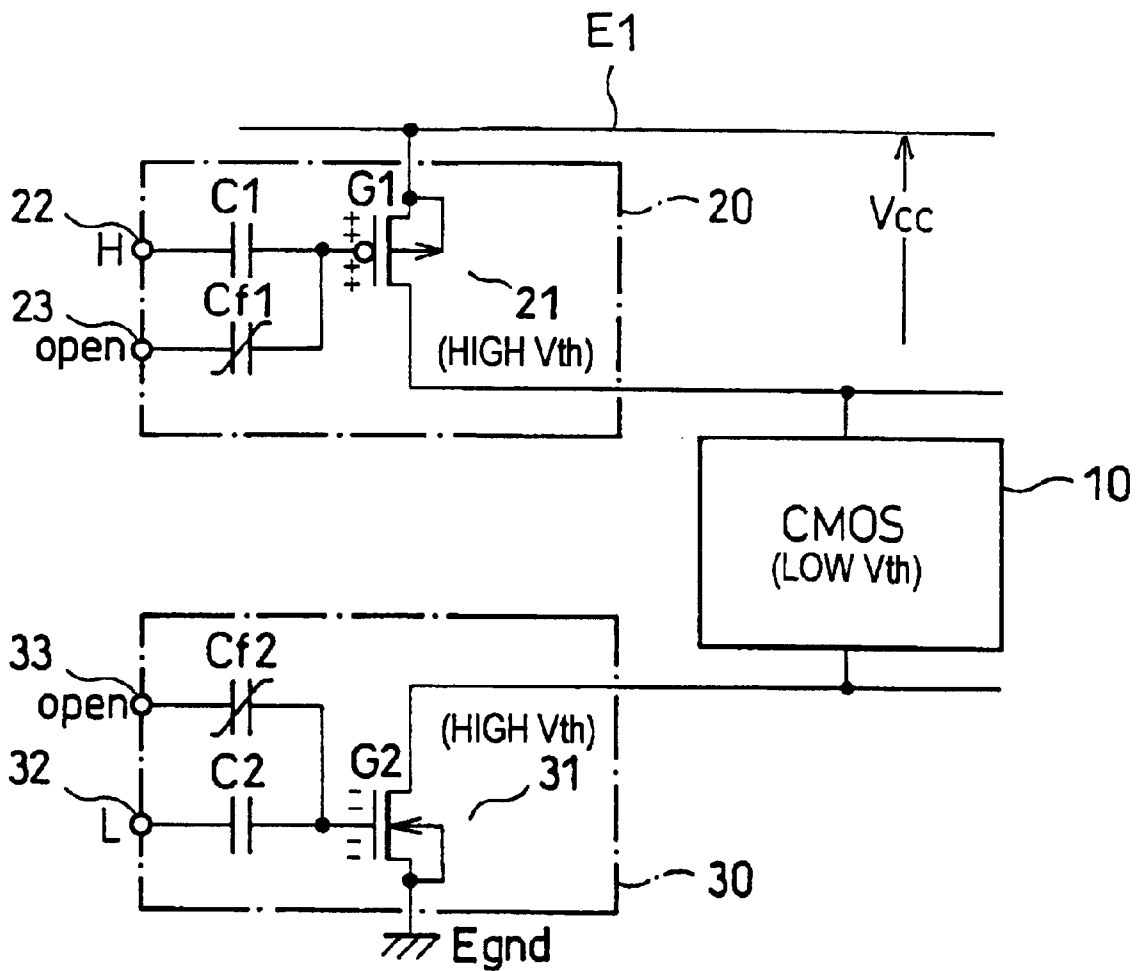 E1
C1
G1
22
H
20
Vcc
Cf1
23
open
21
(HIGH Vth)
10
CMOS
(LOW Vth)
33
open
Cf2
(HIGH Vth)
32
C2
G2
31
L
30
Egnd